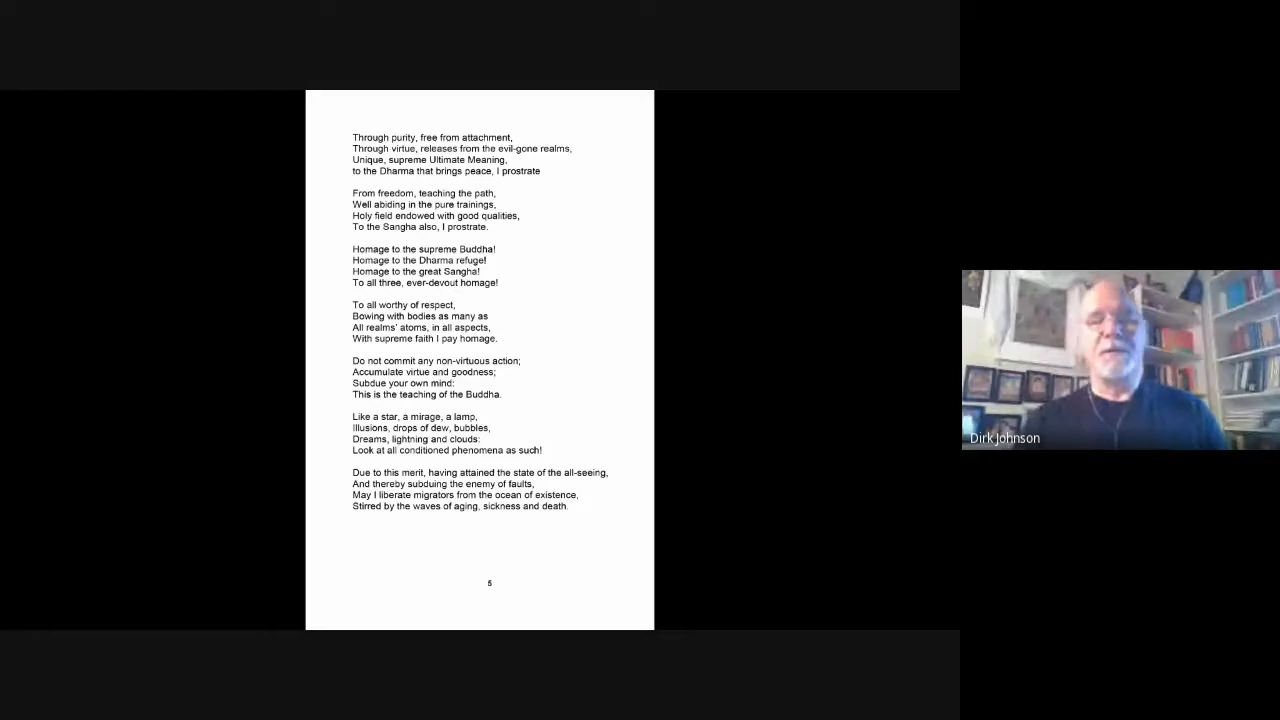 Through purity, free from attachment,
Through virtue, releases from the evil-gone realms,
Unique, supreme Ultimate Meaning,
to the Dharma that brings peace, I prostrate
From freedom, teaching the path,
Well abiding in the pure trainings,
Holy field endowed with good qualities,
To the Sangha also, I prostrate.
Homage to the supreme Buddha!
Homage to the Dharma refuge!
Homage to the great Sangha!
To all three, ever-devout homage!
To all worthy of respect,
Bowing with bodies as many as
All realms' atoms, in all aspects,
With supreme faith I pay homage.
Do not commit any non-virtuous action;
Accumulate virtue and goodness;
Subdue your own mind:
This is the teaching of the Buddha.
Like a star, a mirage, a lamp,
Illusions, drops of dew, bubbles,
Dreams, lightning and clouds:
Look at all conditioned phenomena as such!
Due to this merit, having attained the state of the all-seeing,
And thereby subduing the enemy of faults,
May I liberate migrators from the ocean of existence,
Stirred by the waves of aging, sickness and death.
5
Dirk Johnson